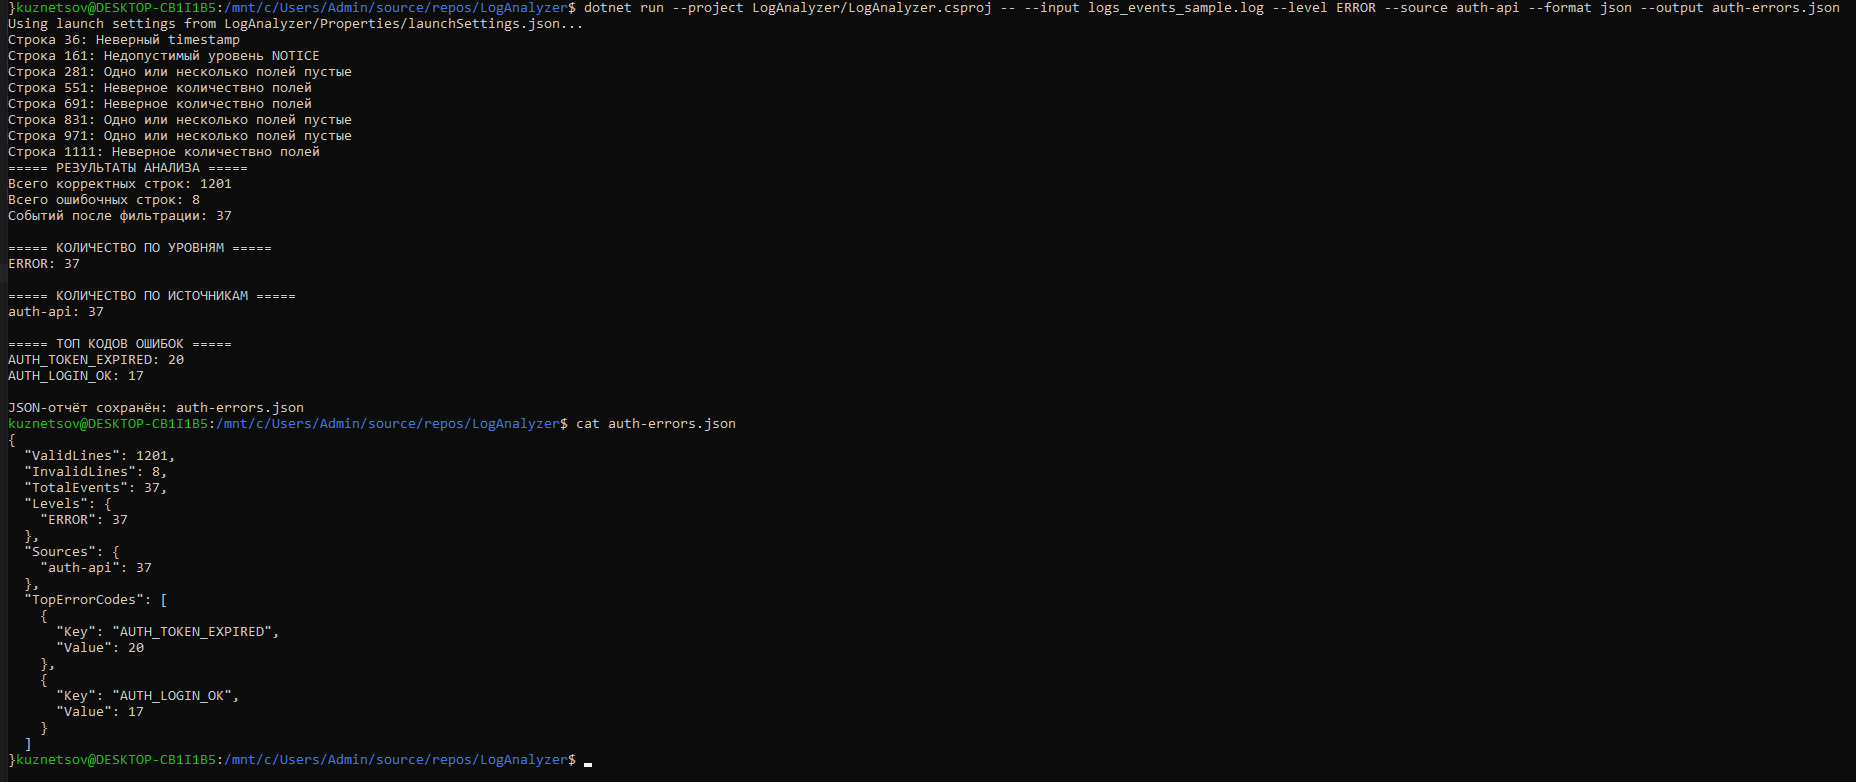 }kuznetsov@DESKTOP-CB1I1B5:/mnt/c/Users/Admin/source/repos/LogAnalyzer$ dotnet run --project LogAnalyzer/LogAnalyzer.csproj -- --input logs_events_sample.log --level ERROR --source auth-api --format json --output auth-errors.json
Using launch settings from LogAnalyzer/Properties/launchSettings.json...
Строка 36: Неверный timestamp
Строка 161: Недопустимый уровень NOTICE
Строка 281: Одно или несколько полей пустые
Строка 551: Неверное количествно полей
Строка 691: Неверное количествно полей
Строка 831: Одно или несколько полей пустые
Строка 971: Одно или несколько полей пустые
Строка 1111: Неверное количествно полей
===== РЕЗУЛЬТАТЫ АНАЛИЗА =====
Всего корректных строк: 1201
Всего ошибочных строк: 8
Событий после фильтрации: 37

===== КОЛИЧЕСТВО ПО УРОВНЯМ =====
ERROR: 37

===== КОЛИЧЕСТВО ПО ИСТОЧНИКАМ =====
auth-api: 37

===== ТОП КОДОВ ОШИБОК =====
AUTH_TOKEN_EXPIRED: 20
AUTH_LOGIN_OK: 17

JSON-отчёт сохранён: auth-errors.json
kuznetsov@DESKTOP-CB1I1B5:/mnt/c/Users/Admin/source/repos/LogAnalyzer$ cat auth-errors.json
{
  "ValidLines": 1201,
  "InvalidLines": 8,
  "TotalEvents": 37,
  "Levels": {
    "ERROR": 37
  },
  "Sources": {
    "auth-api": 37
  },
  "TopErrorCodes": [
    {
      "Key": "AUTH_TOKEN_EXPIRED",
      "Value": 20
    },
    {
      "Key": "AUTH_LOGIN_OK",
      "Value": 17
    }
  ]
}kuznetsov@DESKTOP-CB1I1B5:/mnt/c/Users/Admin/source/repos/LogAnalyzer$